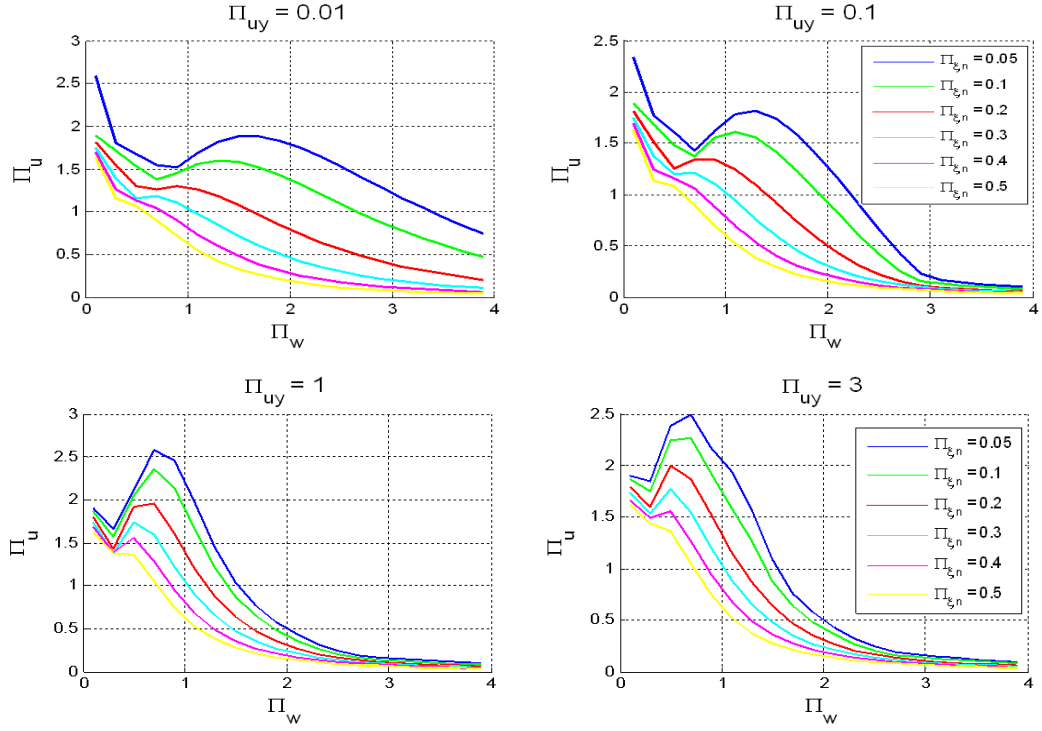 Π_uy = 0.01
3
2.5
2
1.5
1
0.5
0
Π_u
0 1 2 3 4
Π_w
Π_uy = 0.1
2.5
2
1.5
1
0.5
0
Π_u
0 1 2 3 4
Π_w
Π_ξn = 0.05
Π_ξn = 0.1
Π_ξn = 0.2
Π_ξn = 0.3
Π_ξn = 0.4
Π_ξn = 0.5
Π_uy = 1
3
2.5
2
1.5
1
0.5
0
Π_u
0 1 2 3 4
Π_w
Π_uy = 3
2.5
2
1.5
1
0.5
0
Π_u
0 1 2 3 4
Π_w
Π_ξn = 0.05
Π_ξn = 0.1
Π_ξn = 0.2
Π_ξn = 0.3
Π_ξn = 0.4
Π_ξn = 0.5